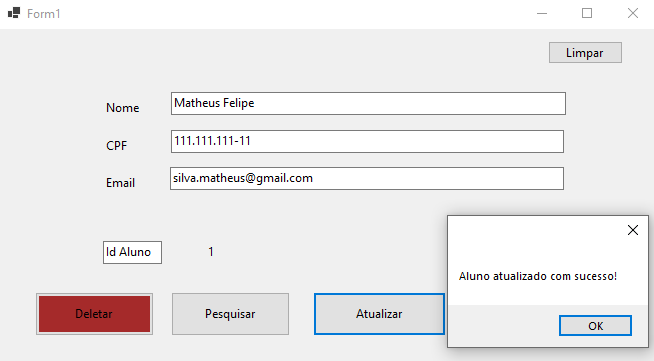 Form1
Limpar
Nome Matheus Felipe
CPF 111.111.111-11
Email silva.matheus@gmail.com
Id Aluno 1
Aluno atualizado com sucesso!
OK
Deletar Pesquisar Atualizar